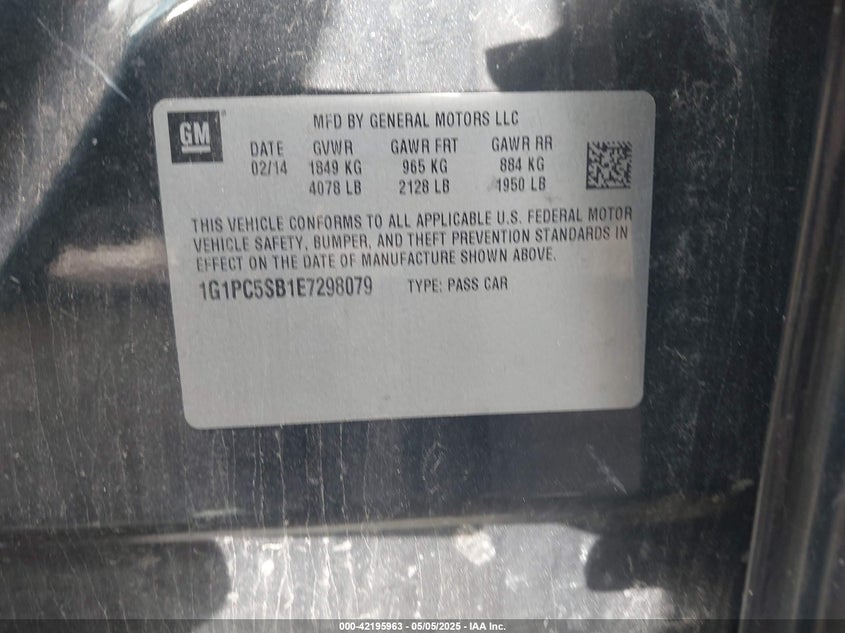 GM
MFD BY GENERAL MOTORS LLC
DATE GVWR GAWR FRT GAWR RR
02/14 1849 KG 965 KG 884 KG
4078 LB 2128 LB 1950 LB
THIS VEHICLE CONFORMS TO ALL APPLICABLE U.S. FEDERAL MOTOR
VEHICLE SAFETY, BUMPER, AND THEFT PREVENTION STANDARDS IN
EFFECT ON THE DATE OF MANUFACTURE SHOWN ABOVE.
1G1PC5SB1E7298079 TYPE: PASS CAR
000-42195963 - 05/05/2025 - IAA Inc.